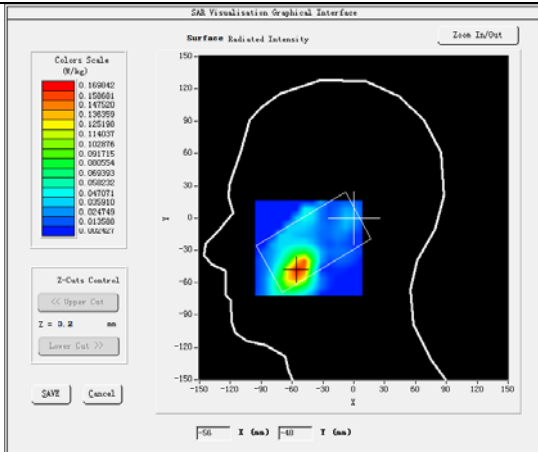 SAR Visualisation Graphical Interface
Surface Radiated Intensity
Zoom In/Out
Colors Scale
(W/kg)
0.169842
0.158681
0.147520
0.136359
0.125198
0.114037
0.102876
0.091715
0.080554
0.069393
0.058232
0.047071
0.035910
0.024749
0.013588
0.002427
150
120
90
60
30
0
-30
-60
-90
-120
-150
Y
-150 -120 -90 -60 -30 0 30 60 90 120 150
X
Z-Cuts Control
<< Upper Cut
Z = 0.2 mm
Lower Cut >>
SAVE
Cancel
-56 X (mm) -48 Y (mm)